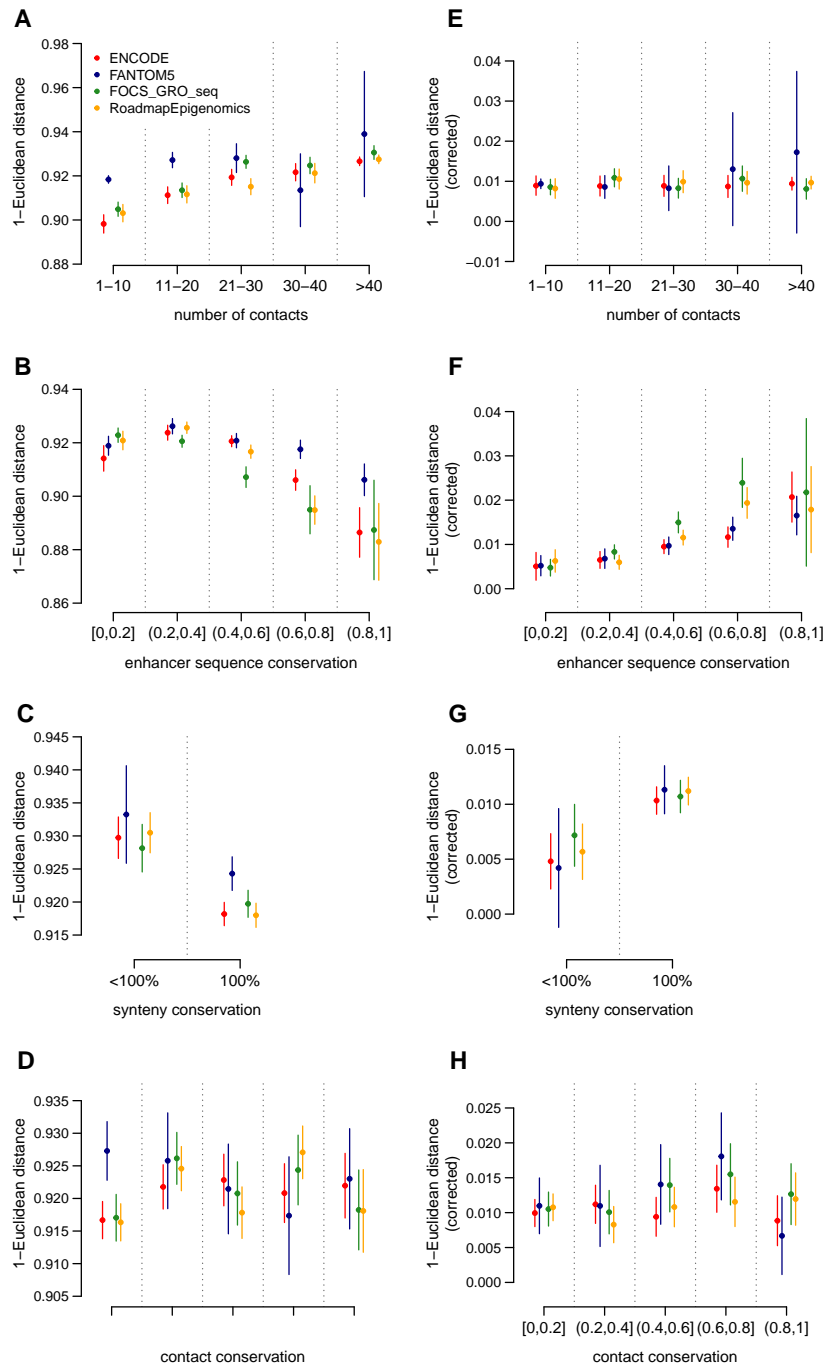 A
1−Euclidean distance
0.98
0.96
0.94
0.92
0.90
0.88
ENCODE
FANTOM5
FOCS_GRO_seq
RoadmapEpigenomics
1−10
11−20
21−30
30−40
>40
number of contacts
E
1−Euclidean distance
(corrected)
0.04
0.03
0.02
0.01
0.00
−0.01
1−10
11−20
21−30
30−40
>40
number of contacts
B
1−Euclidean distance
0.94
0.92
0.90
0.88
0.86
[0,0.2]
(0.2,0.4]
(0.4,0.6]
(0.6,0.8]
(0.8,1]
enhancer sequence conservation
F
1−Euclidean distance
(corrected)
0.04
0.03
0.02
0.01
0.00
[0,0.2]
(0.2,0.4]
(0.4,0.6]
(0.6,0.8]
(0.8,1]
enhancer sequence conservation
C
1−Euclidean distance
0.945
0.940
0.935
0.930
0.925
0.920
0.915
<100%
100%
synteny conservation
G
1−Euclidean distance
(corrected)
0.015
0.010
0.005
0.000
<100%
100%
synteny conservation
D
1−Euclidean distance
0.935
0.930
0.925
0.920
0.915
0.910
0.905
contact conservation
H
1−Euclidean distance
(corrected)
0.025
0.020
0.015
0.010
0.005
0.000
[0,0.2]
(0.2,0.4]
(0.4,0.6]
(0.6,0.8]
(0.8,1]
contact conservation